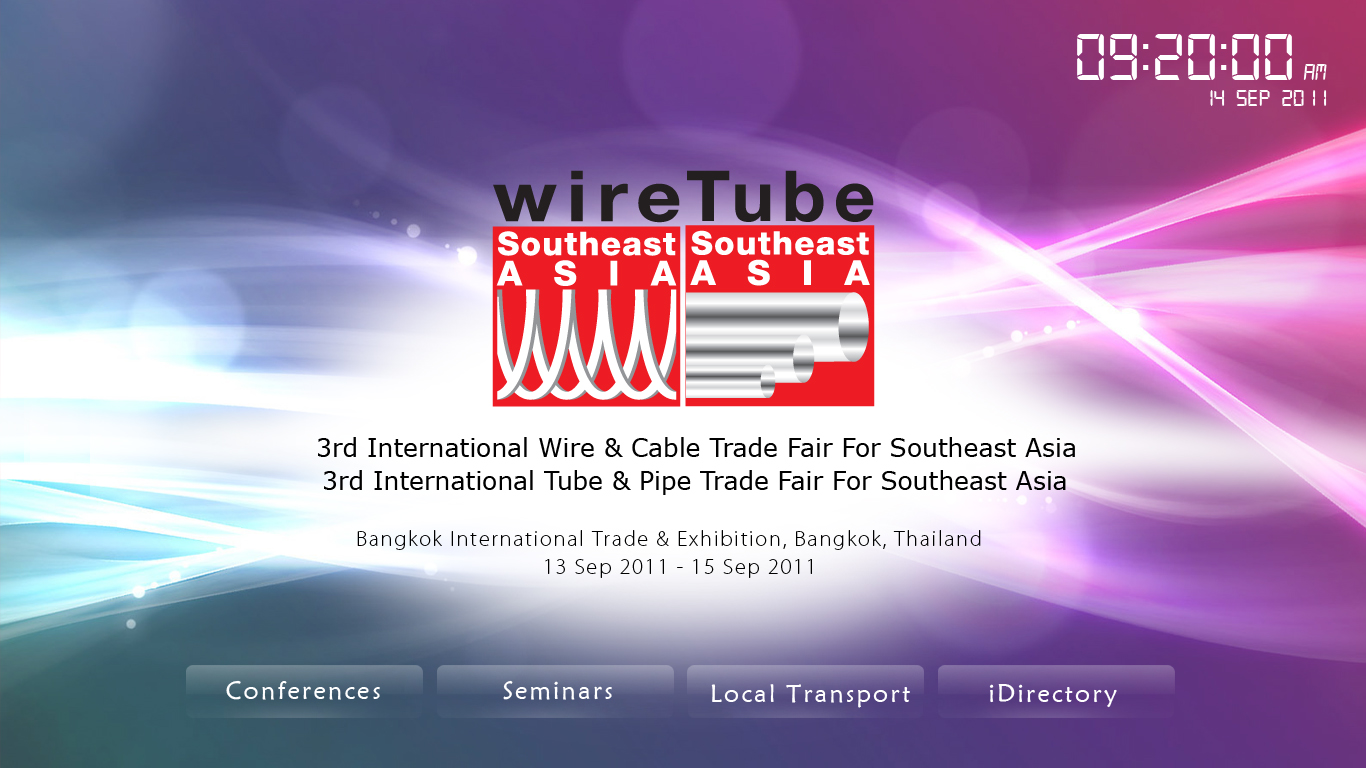 09:20:00 AM
14 SEP 2011
wire Tube
Southeast Southeast
ASIA ASIA
3rd International Wire & Cable Trade Fair For Southeast Asia
3rd International Tube & Pipe Trade Fair For Southeast Asia
Bangkok International Trade & Exhibition, Bangkok, Thailand
13 Sep 2011 - 15 Sep 2011
Conferences Seminars Local Transport iDirectory